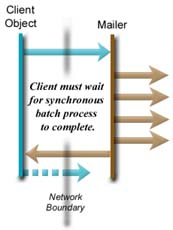 Client
Object
Mailer
Client must wait
for synchronous
batch process
to complete.
Network
Boundary